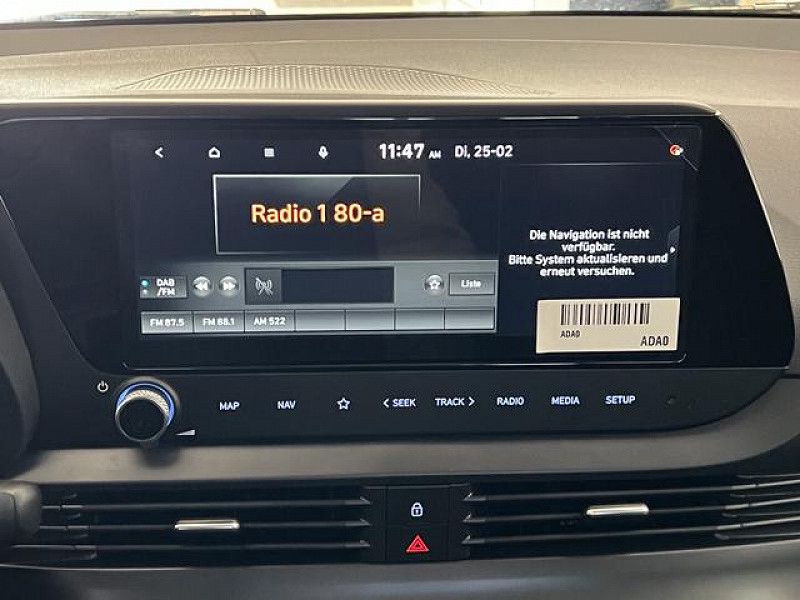 11:47 AM Di, 25-02
Radio 1 80-a
Die Navigation ist nicht
verfügbar.
Bitte System aktualisieren und
erneut versuchen.
DAB
/FM
Liste
FM 87.5 FM 88.1 AM 522
ADA0
ADA0
MAP NAV < SEEK TRACK > RADIO MEDIA SETUP